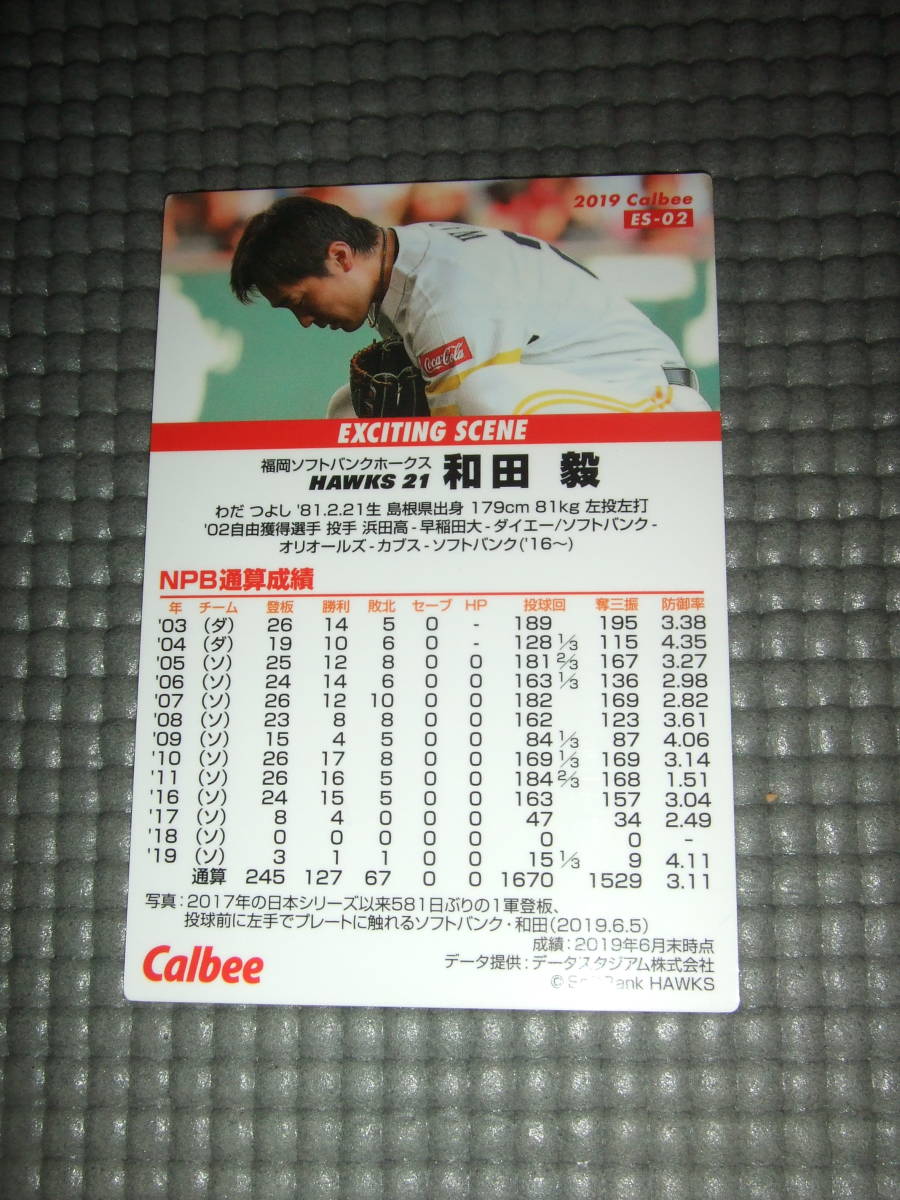 2019 Calbee
ES-02
Coca-Cola
EXCITING SCENE
福岡ソフトバンクホークス
HAWKS 21 和田 毅
わだ つよし '81.2.21生 島根県出身 179cm 81kg 左投左打
'02自由獲得選手 投手 浜田高-早稲田大-ダイエー/ソフトバンク-
オリオールズ-カブス-ソフトバンク('16〜)
NPB通算成績
年 チーム 登板 勝利 敗北 セーブ HP 投球回 奪三振 防御率
'03 (ダ) 26 14 5 0 - 189 195 3.38
'04 (ダ) 19 10 6 0 - 128 1/3 115 4.35
'05 (ソ) 25 12 8 0 0 181 2/3 167 3.27
'06 (ソ) 24 14 6 0 0 163 1/3 136 2.98
'07 (ソ) 26 12 10 0 0 182 169 2.82
'08 (ソ) 23 8 8 0 0 162 123 3.61
'09 (ソ) 15 4 5 0 0 84 1/3 87 4.06
'10 (ソ) 26 17 8 0 0 169 1/3 169 3.14
'11 (ソ) 26 16 5 0 0 184 2/3 168 1.51
'16 (ソ) 24 15 5 0 0 163 157 3.04
'17 (ソ) 8 4 0 0 0 47 34 2.49
'18 (ソ) 0 0 0 0 0 0 0 -
'19 (ソ) 3 1 1 0 0 15 1/3 9 4.11
通算 245 127 67 0 0 1670 1529 3.11
写真：2017年の日本シリーズ以来581日ぶりの1軍登板、
投球前に左手でプレートに触れるソフトバンク・和田(2019.6.5)
成績：2019年6月末時点
Calbee
データ提供：データスタジアム株式会社
© SoftBank HAWKS